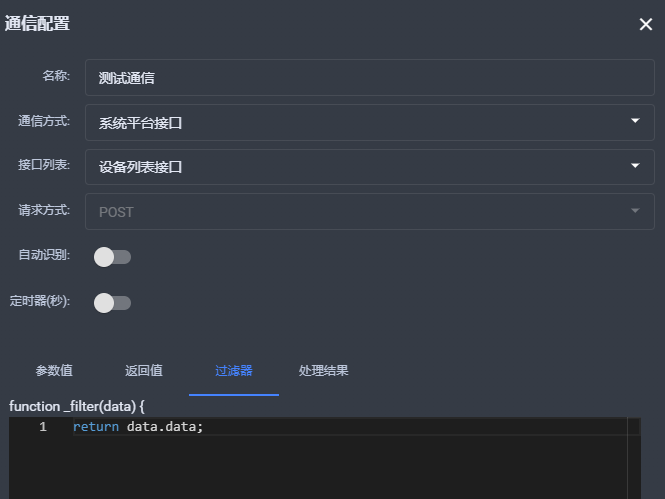 通信配置
名称: 测试通信
通信方式: 系统平台接口
接口列表: 设备列表接口
请求方式: POST
自动识别:
定时器(秒):
参数值 返回值 过滤器 处理结果
function _filter(data) {
1 return data.data;